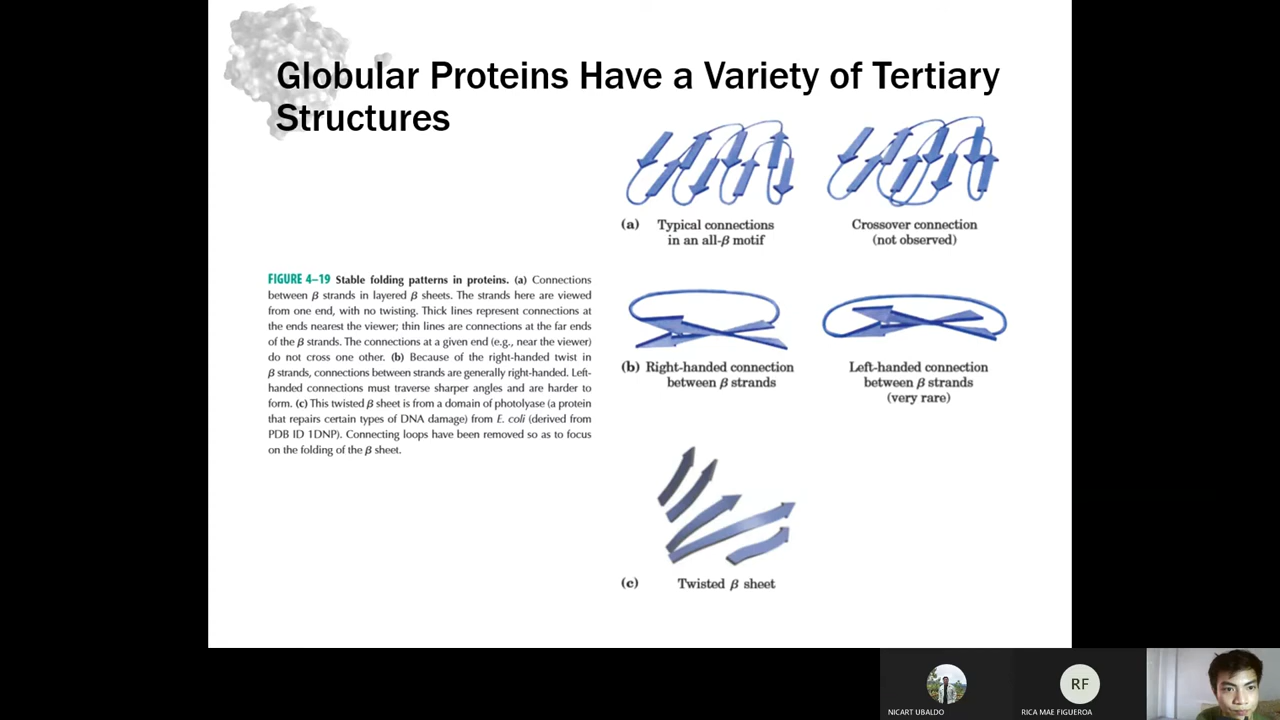 Globular Proteins Have a Variety of Tertiary
Structures
(a) Typical connections
in an all-β motif
Crossover connection
(not observed)
FIGURE 4–19 Stable folding patterns in proteins. (a) Connections
between β strands in layered β sheets. The strands here are viewed
from one end, with no twisting. Thick lines represent connections at
the ends nearest the viewer; thin lines are connections at the far ends
of the β strands. The connections at a given end (e.g., near the viewer)
do not cross one other. (b) Because of the right-handed twist in
β strands, connections between strands are generally right-handed. Left-
handed connections must traverse sharper angles and are harder to
form. (c) This twisted β sheet is from a domain of photolyase (a protein
that repairs certain types of DNA damage) from E. coli (derived from
PDB ID 1DNP). Connecting loops have been removed so as to focus
on the folding of the β sheet.
(b) Right-handed connection
between β strands
Left-handed connection
between β strands
(very rare)
(c) Twisted β sheet
NICART UBALDO
RF
RICA MAE FIGUEROA